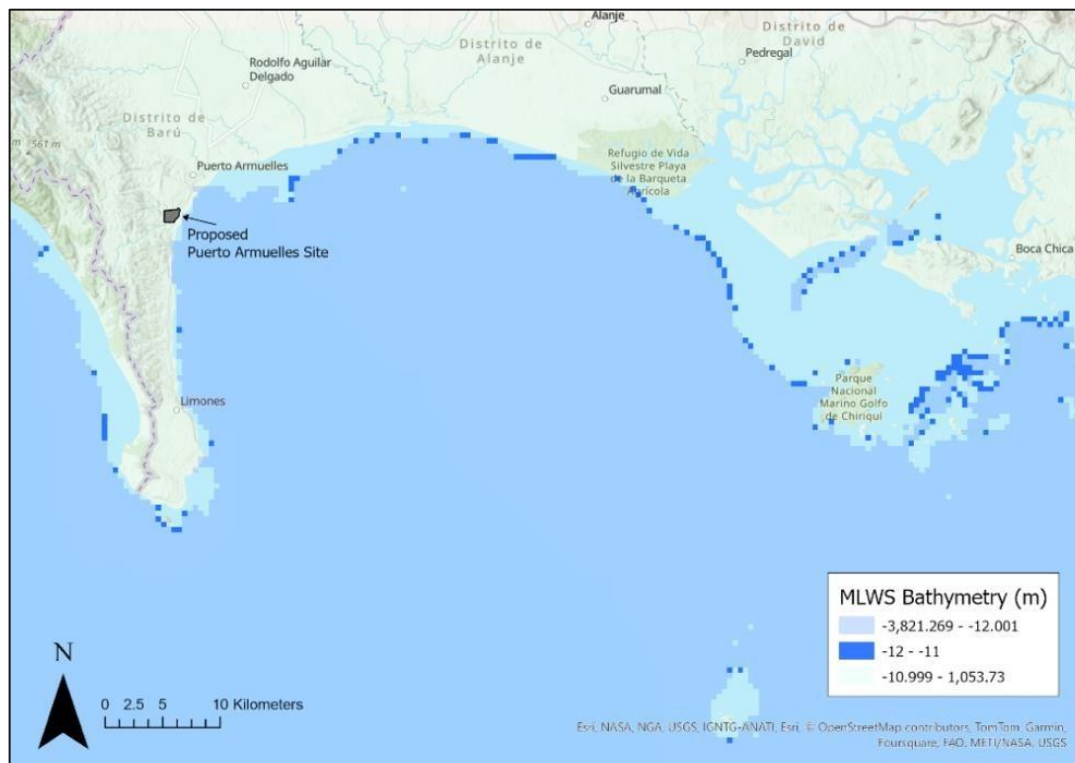 Alanje
Distrito de
David
Distrito de
Alanje
Pedregal
Rodolfo Aguilar
Delgado
Guarumal
Distrito de
Barú
m 561 m
Refugio de Vida
Silvestre Playa
de la Barqueta
Agrícola
Puerto Armuelles
Proposed
Puerto Armuelles Site
Boca Chica
Parque
Nacional
Marino Golfo
de Chiriquí
Limones
MLWS Bathymetry (m)
-3,821.269 - -12.001
-12 - -11
-10.999 - 1,053.73
N
0 2.5 5 10 Kilometers
Esri, NASA, NGA, USGS, IGNTG-ANATI, Esri, © OpenStreetMap contributors, TomTom, Garmin,
Foursquare, FAO, METI/NASA, USGS